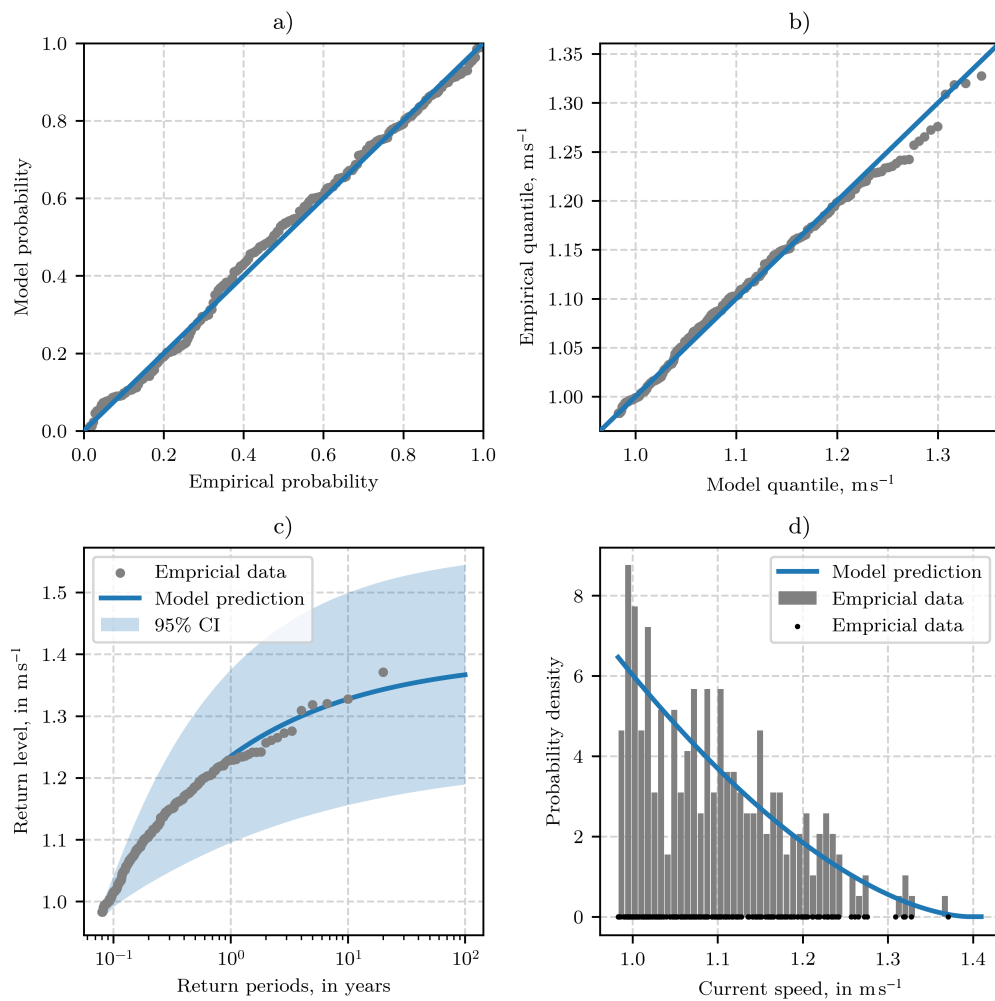 a)
1.0
0.8
0.6
0.4
0.2
0.0
Model probability
0.0 0.2 0.4 0.6 0.8 1.0
Empirical probability
b)
1.35
1.30
1.25
1.20
1.15
1.10
1.05
1.00
Empirical quantile, m s⁻¹
1.0 1.1 1.2 1.3
Model quantile, m s⁻¹
c)
Empricial data
Model prediction
95% CI
1.5
1.4
1.3
1.2
1.1
1.0
Return level, in m s⁻¹
10⁻¹ 10⁰ 10¹ 10²
Return periods, in years
d)
Model prediction
Empricial data
Empricial data
8
6
4
2
0
Probability density
1.0 1.1 1.2 1.3 1.4
Current speed, in m s⁻¹